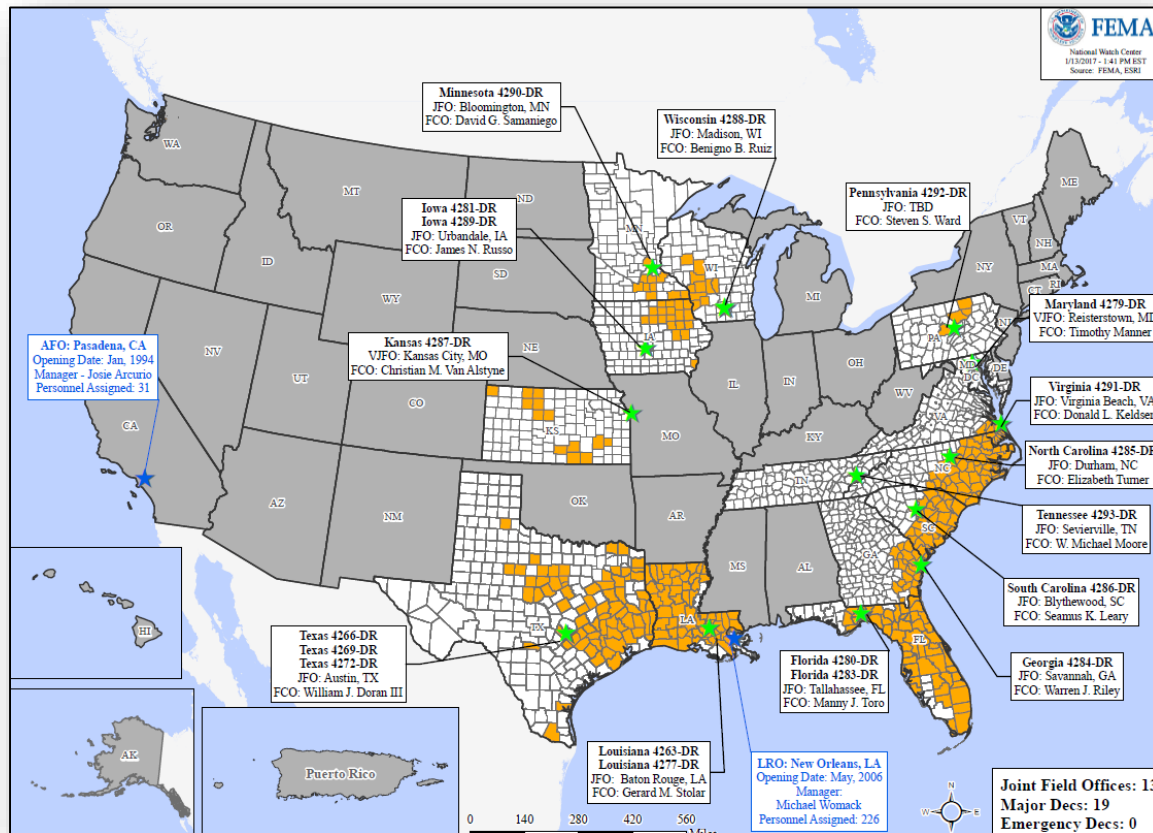 FEMA
National Watch Center
1/13/2017 - 1:41 PM EST
Source: FEMA, ESRI
Minnesota 4290-DR
JFO: Bloomington, MN
FCO: David G. Samaniego
Wisconsin 4288-DR
JFO: Madison, WI
FCO: Benigno B. Ruiz
Pennsylvania 4292-DR
JFO: TBD
FCO: Steven S. Ward
Iowa 4281-DR
Iowa 4289-DR
JFO: Urbandale, IA
FCO: James N. Russo
Maryland 4279-DR
VJFO: Reisterstown, MD
FCO: Timothy Manner
AFO: Pasadena, CA
Opening Date: Jan, 1994
Manager - Josie Arcurio
Personnel Assigned: 31
Kansas 4287-DR
VJFO: Kansas City, MO
FCO: Christian M. Van Alstyne
Virginia 4291-DR
JFO: Virginia Beach, VA
FCO: Donald L. Keldsen
North Carolina 4285-DR
JFO: Durham, NC
FCO: Elizabeth Turner
Tennessee 4293-DR
JFO: Sevierville, TN
FCO: W. Michael Moore
South Carolina 4286-DR
JFO: Blythewood, SC
FCO: Seamus K. Leary
Texas 4266-DR
Texas 4269-DR
Texas 4272-DR
JFO: Austin, TX
FCO: William J. Doran III
Florida 4280-DR
Florida 4283-DR
JFO: Tallahassee, FL
FCO: Manny J. Toro
Georgia 4284-DR
JFO: Savannah, GA
FCO: Warren J. Riley
Louisiana 4263-DR
Louisiana 4277-DR
JFO: Baton Rouge, LA
FCO: Gerard M. Stolar
LRO: New Orleans, LA
Opening Date: May, 2006
Manager:
Michael Womack
Personnel Assigned: 226
WA
MT
ND
MN
ME
OR
ID
SD
WI
VT
NH
NY
MA
RI
CT
WY
MI
PA
NJ
NV
NE
IA
OH
MD
DE
DC
UT
CO
IL
IN
WV
VA
CA
KS
MO
KY
NC
AZ
NM
OK
TN
AR
SC
MS
AL
GA
TX
LA
FL
HI
AK
Puerto Rico
0 140 280 420 560
Miles
N
W
E
S
Joint Field Offices: 13
Major Decs: 19
Emergency Decs: 0